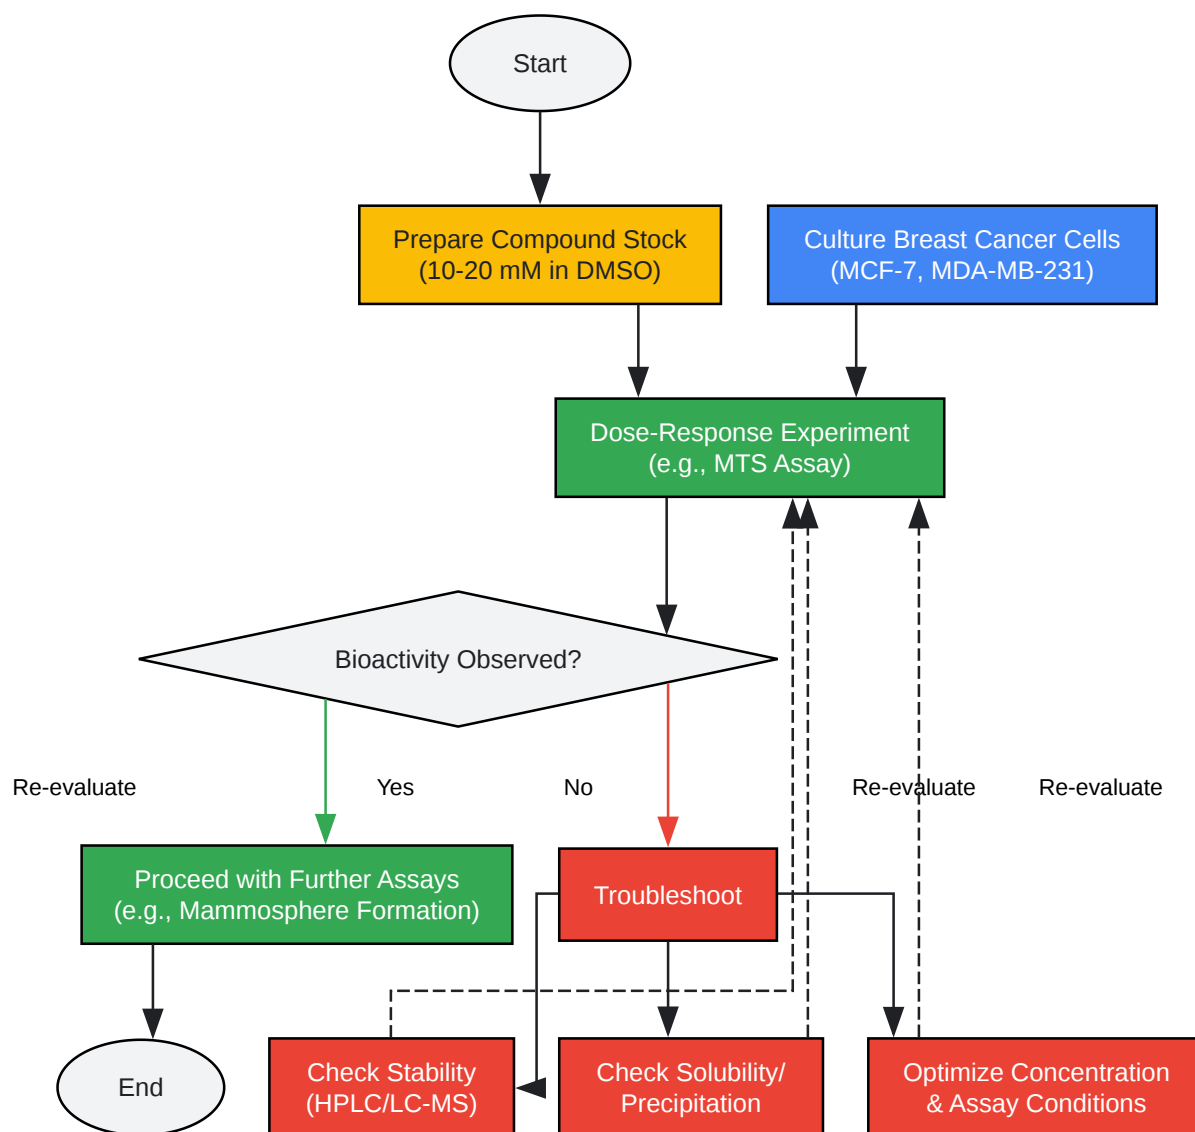 Start
Prepare Compound Stock
(10-20 mM in DMSO)
Culture Breast Cancer Cells
(MCF-7, MDA-MB-231)
Dose-Response Experiment
(e.g., MTS Assay)
Bioactivity Observed?
Re-evaluate
Yes
No
Re-evaluate
Re-evaluate
Proceed with Further Assays
(e.g., Mammosphere Formation)
Troubleshoot
End
Check Stability
(HPLC/LC-MS)
Check Solubility/
Precipitation
Optimize Concentration
& Assay Conditions